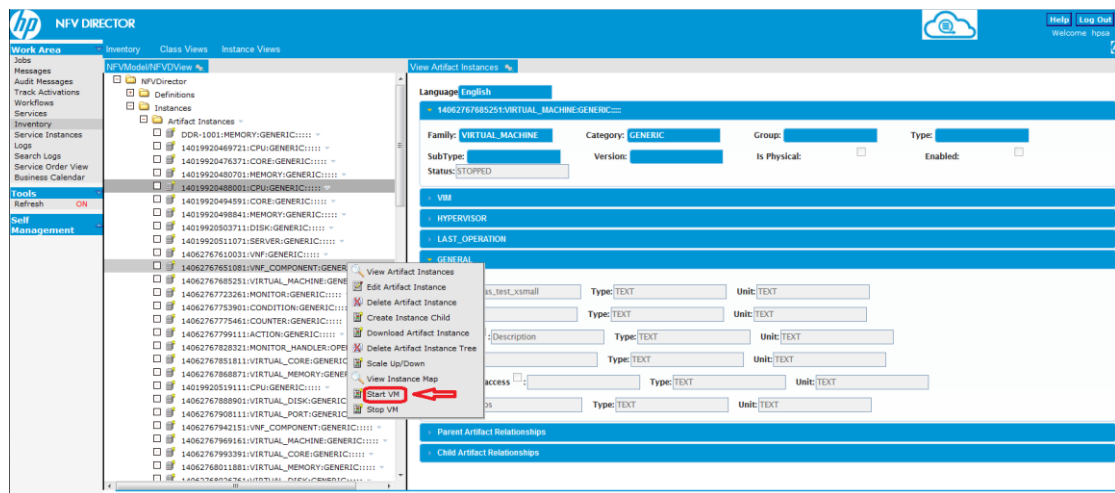 hp
NFV DIRECTOR
Help Log Out
Welcome hpsa
Work Area
Jobs
Messages
Audit Messages
Track Activations
Workflows
Services
Inventory
Service Instances
Logs
Search Logs
Service Order View
Business Calendar
Tools
Refresh ON
Self
Management
Inventory Class Views Instance Views
NFVModel/NFVDView
NFVDirector
Definitions
Instances
Artifact Instances
DDR-1001:MEMORY:GENERIC:::::
14019920469721:CPU:GENERIC:::::
14019920476371:CORE:GENERIC:::::
14019920480701:MEMORY:GENERIC:::::
14019920488001:CPU:GENERIC:::::
14019920494591:CORE:GENERIC:::::
14019920498841:MEMORY:GENERIC:::::
14019920503711:DISK:GENERIC:::::
14019920511071:SERVER:GENERIC:::::
14062767610031:VNF:GENERIC:::::
14062767651081:VNF_COMPONENT:GENERI
14062767685251:VIRTUAL_MACHINE:GENE
14062767723261:MONITOR:GENERIC:::::
14062767753901:CONDITION:GENERIC::::
14062767775461:COUNTER:GENERIC:::::
14062767799111:ACTION:GENERIC:::::
14062767828321:MONITOR_HANDLER:OPE
14062767851811:VIRTUAL_CORE:GENERIC
14062767868871:VIRTUAL_MEMORY:GENER
14019920519111:CPU:GENERIC:::::
14062767888901:VIRTUAL_DISK:GENERIC
14062767908111:VIRTUAL_PORT:GENERIC
14062767942151:VNF_COMPONENT:GENERIC:::::
14062767969161:VIRTUAL_MACHINE:GENERIC:::::
14062767993391:VIRTUAL_CORE:GENERIC:::::
14062768011881:VIRTUAL_MEMORY:GENERIC:::::
14062768026761:VIRTUAL_DISK:GENERIC:::::
View Artifact Instances
Edit Artifact Instance
Delete Artifact Instance
Create Instance Child
Download Artifact Instance
Delete Artifact Instance Tree
Scale Up/Down
View Instance Map
Start VM
Stop VM
View Artifact Instances
Language: English
14062767685251:VIRTUAL_MACHINE:GENERIC:::::
Family: VIRTUAL_MACHINE Category: GENERIC Group: Type:
SubType: Version: Is Physical: Enabled:
Status: STOPPED
VIM
HYPERVISOR
LAST_OPERATION
GENERAL
as_test_xsmall Type: TEXT Unit: TEXT
Type: TEXT Unit: TEXT
: Description Type: TEXT Unit: TEXT
Type: TEXT Unit: TEXT
access : Type: TEXT Unit: TEXT
os Type: TEXT Unit: TEXT
Parent Artifact Relationships
Child Artifact Relationships